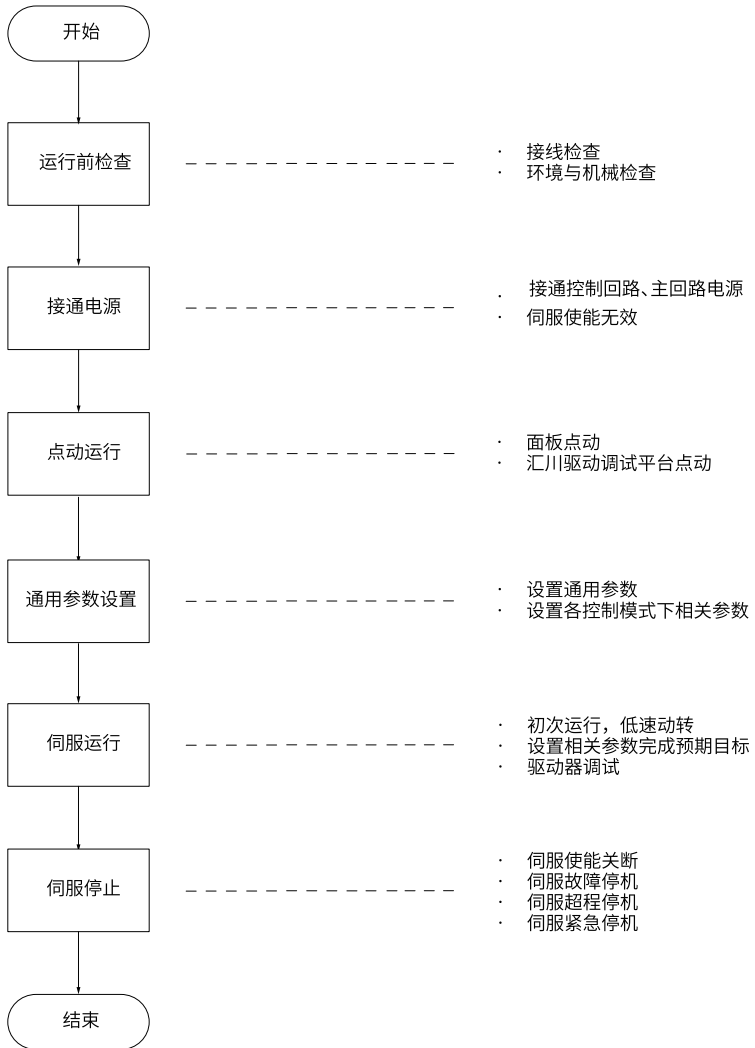 开始
运行前检查
· 接线检查
· 环境与机械检查
接通电源
· 接通控制回路、主回路电源
· 伺服使能无效
点动运行
· 面板点动
· 汇川驱动调试平台点动
通用参数设置
· 设置通用参数
· 设置各控制模式下相关参数
伺服运行
· 初次运行，低速动转
· 设置相关参数完成预期目标
· 驱动器调试
伺服停止
· 伺服使能关断
· 伺服故障停机
· 伺服超程停机
· 伺服紧急停机
结束